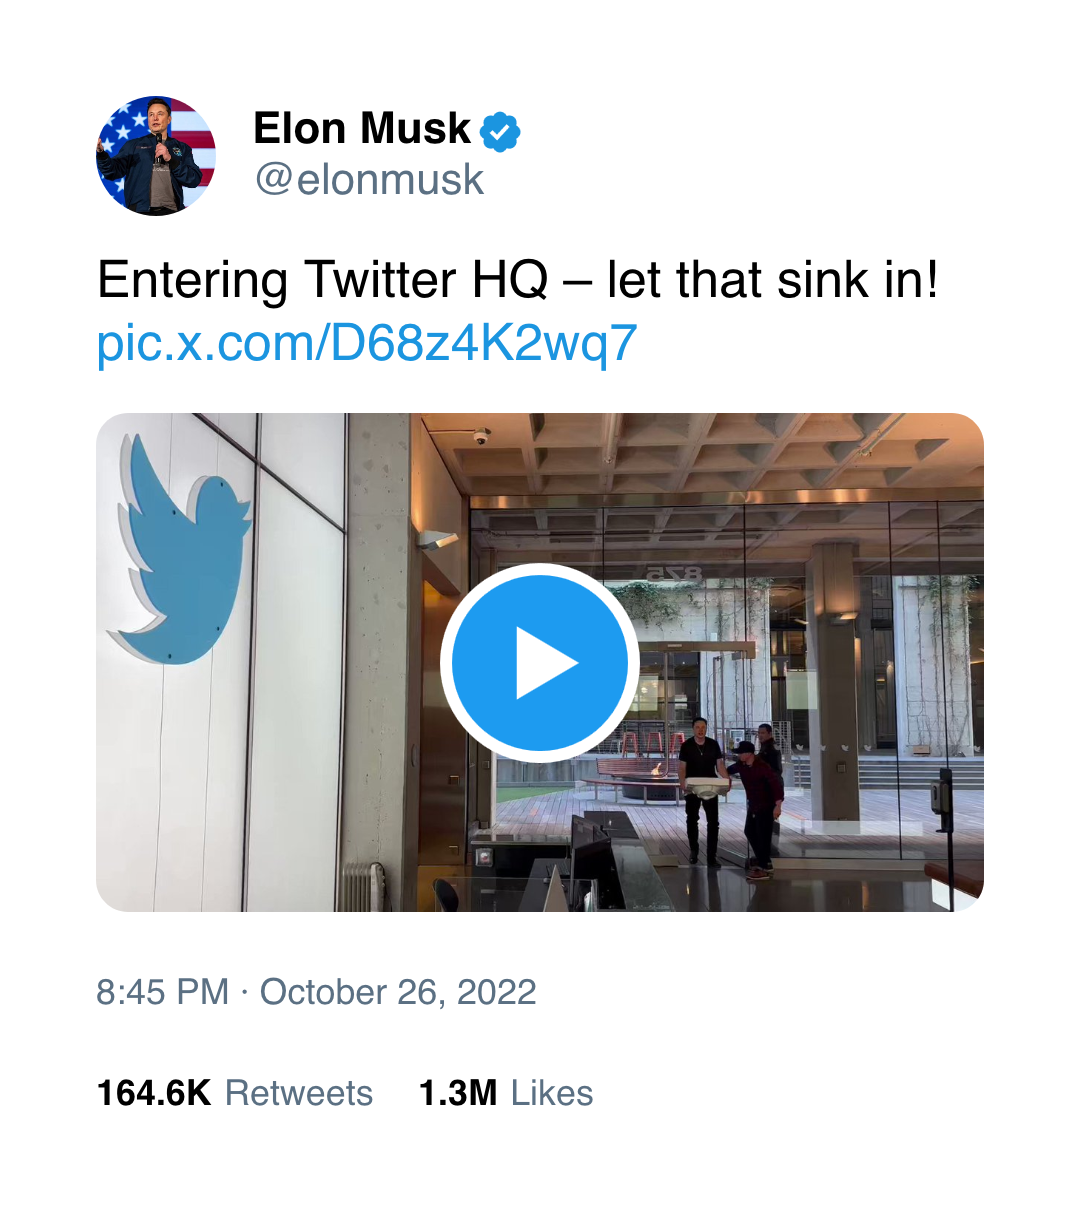 Elon Musk
@elonmusk
Entering Twitter HQ – let that sink in!
pic.x.com/D68z4K2wq7
875
8:45 PM · October 26, 2022
164.6K Retweets 1.3M Likes